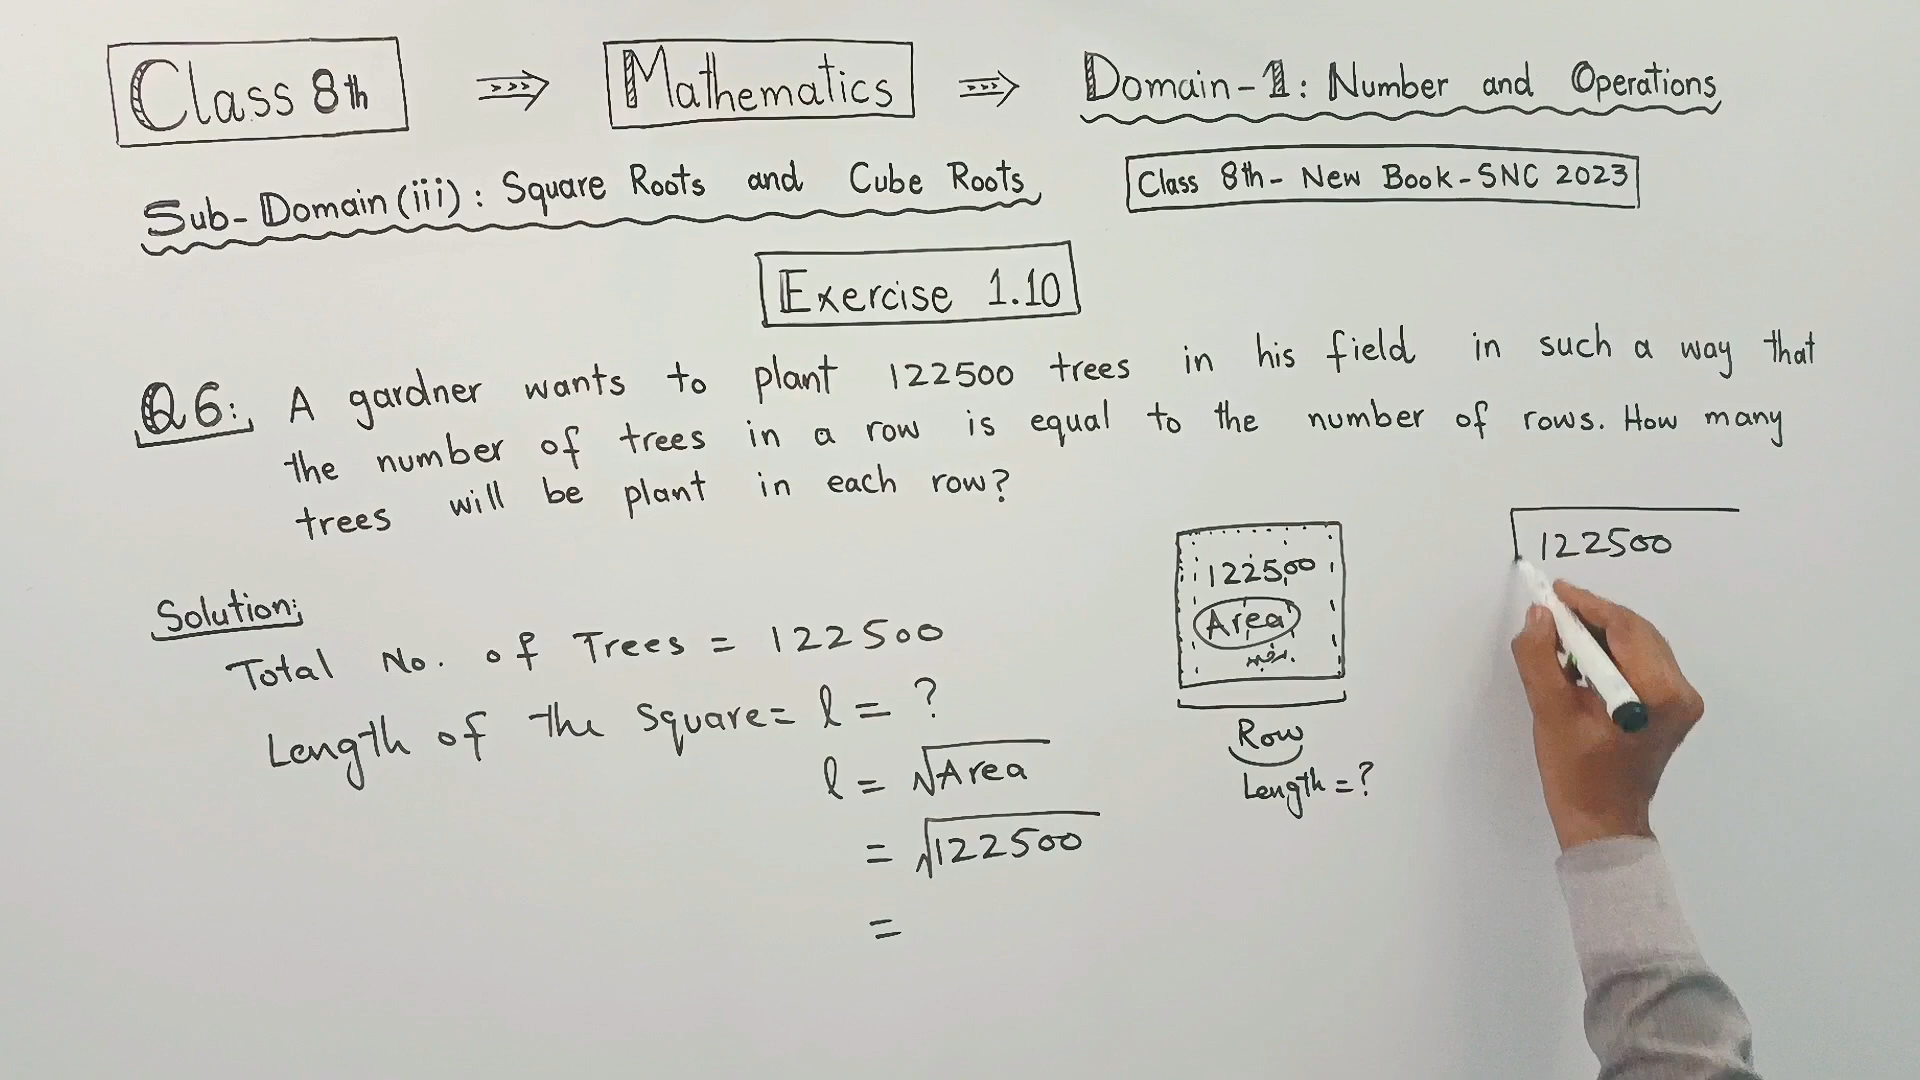 Class 8th ⇒ Mathematics ⇒ Domain-1: Number and Operations
Sub-Domain (iii): Square Roots and Cube Roots
Class 8th - New Book - SNC 2023
Exercise 1.10
Q6: A gardner wants to plant 122500 trees in his field in such a way that
the number of trees in a row is equal to the number of rows. How many
trees will be plant in each row?
Solution:
Total No. of Trees = 122500
Length of the square = l = ?
l = √Area
= √122500
=
122500
Area
Row
Length = ?
122500